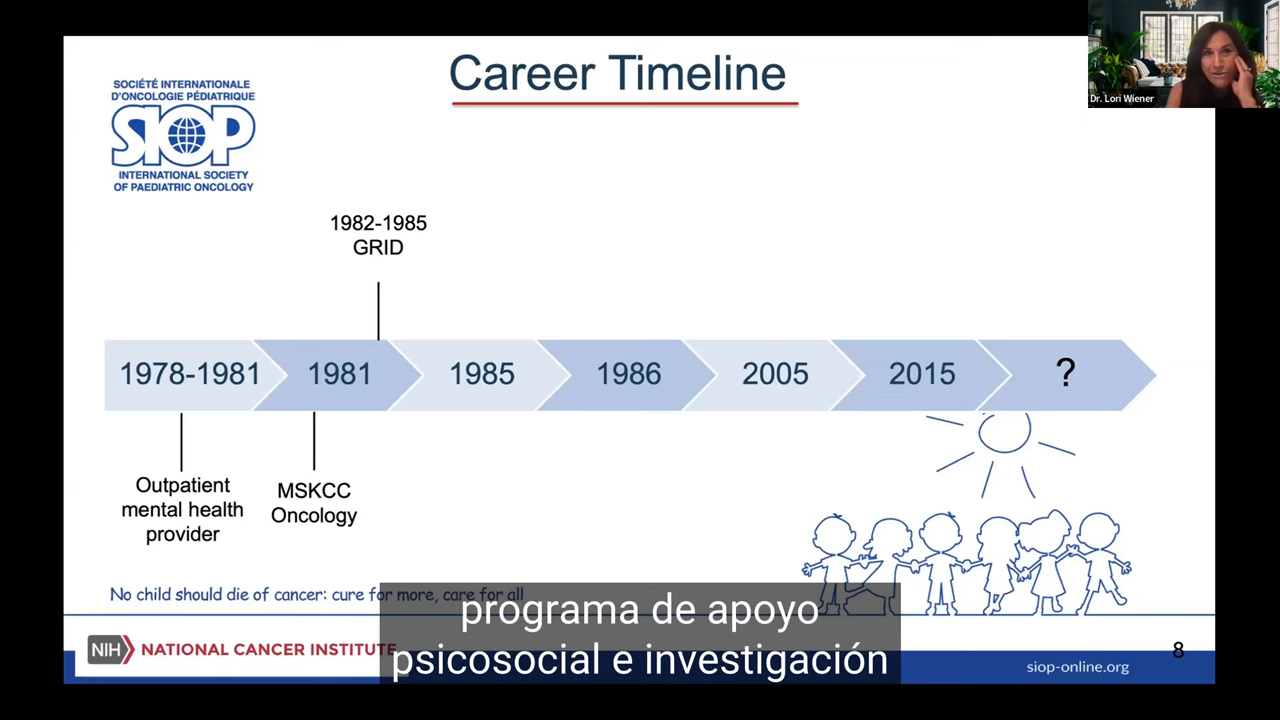 Career Timeline
SOCIÉTÉ INTERNATIONALE
D'ONCOLOGIE PÉDIATRIQUE
SIOP
INTERNATIONAL SOCIETY
OF PAEDIATRIC ONCOLOGY
Dr. Lori Wiener
1982-1985
GRID
1978-1981
1981
1985
1986
2005
2015
?
Outpatient
mental health
provider
MSKCC
Oncology
No child should die of cancer: cure for more, care for all
programa de apoyo
psicosocial e investigación
NIH NATIONAL CANCER INSTITUTE
8
siop-online.org